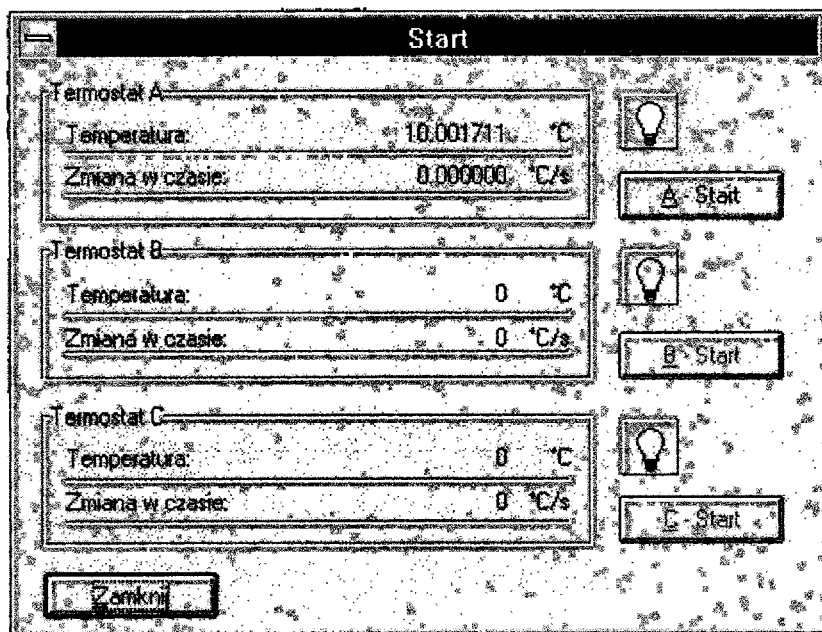 Start
Termostat A
Temperatura: 10.001711 °C
Zmiana w czasie: 0.000000 °C/s
A - Start
Termostat B
Temperatura: 0 °C
Zmiana w czasie: 0 °C/s
B - Start
Termostat C
Temperatura: 0 °C
Zmiana w czasie: 0 °C/s
C - Start
Zamknij